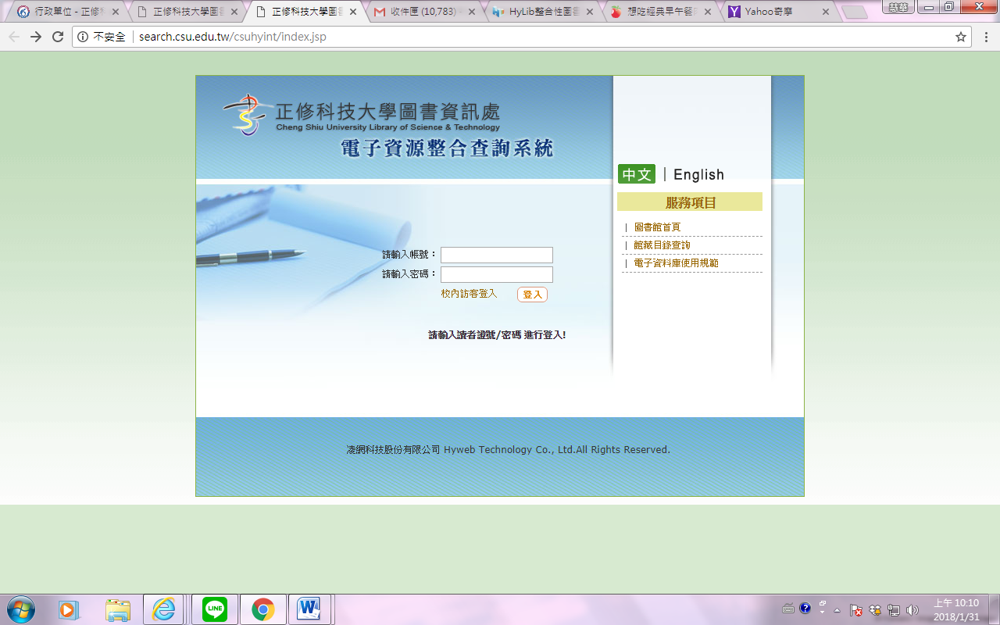 行政單位 - 正修
正修科技大學圖
正修科技大學圖
收件匣 (10,783)
HyLib整合性圖
想吃經典早午餐
Yahoo奇摩
慧華
不安全
search.csu.edu.tw/csuhyint/index.jsp
正修科技大學圖書資訊處
Cheng Shiu University Library of Science & Technology
電子資源整合查詢系統
中文 | English
服務項目
| 圖書館首頁
| 館藏目錄查詢
| 電子資料庫使用規範
請輸入帳號：
請輸入密碼：
校內訪客登入 登入
請輸入讀者證號/密碼 進行登入!
凌網科技股份有限公司 Hyweb Technology Co., Ltd.All Rights Reserved.
LINE
上午 10:10
2018/1/31